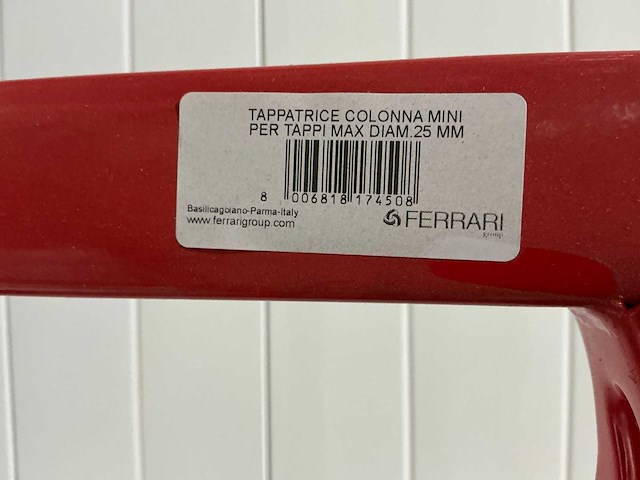 TAPPATRICE COLONNA MINI
PER TAPPI MAX DIAM.25 MM
8 006818 174508
Basilicagoiano-Parma-Italy
www.ferrarigroup.com
FERRARI
group